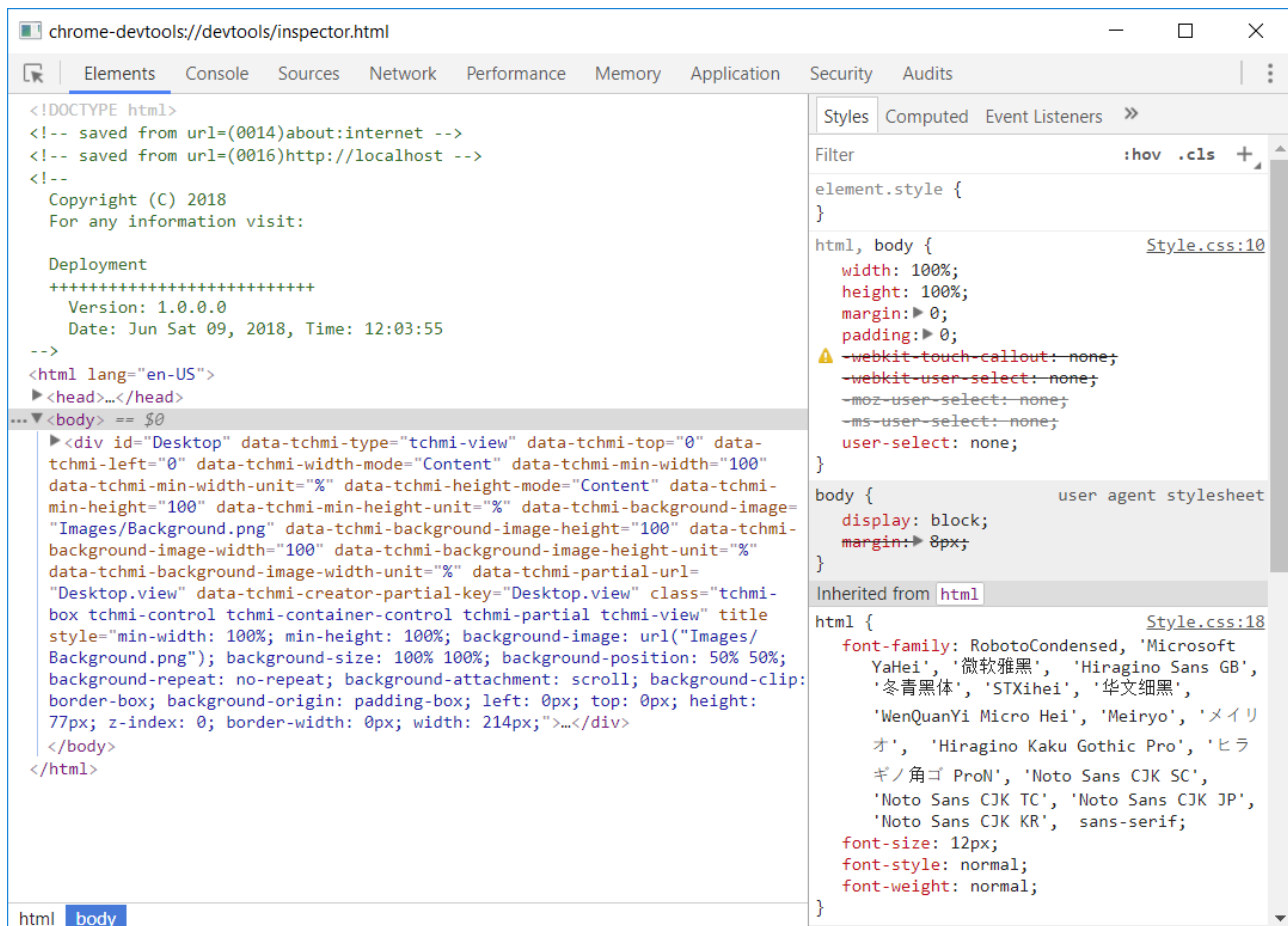 chrome-devtools://devtools/inspector.html
Elements Console Sources Network Performance Memory Application Security Audits
<!DOCTYPE html>
<!-- saved from url=(0014)about:internet -->
<!-- saved from url=(0016)http://localhost -->
<!--
Copyright (C) 2018
For any information visit:
Deployment
+++++++++++++++++++++++++++
Version: 1.0.0.0
Date: Jun Sat 09, 2018, Time: 12:03:55
-->
<html lang="en-US">
▶<head>…</head>
…▼<body> == $0
▶<div id="Desktop" data-tchmi-type="tchmi-view" data-tchmi-top="0" data-
tchmi-left="0" data-tchmi-width-mode="Content" data-tchmi-min-width="100"
data-tchmi-min-width-unit="%" data-tchmi-height-mode="Content" data-tchmi-
min-height="100" data-tchmi-min-height-unit="%" data-tchmi-background-image=
"Images/Background.png" data-tchmi-background-image-height="100" data-tchmi-
background-image-width="100" data-tchmi-background-image-height-unit="%"
data-tchmi-background-image-width-unit="%" data-tchmi-partial-url=
"Desktop.view" data-tchmi-creator-partial-key="Desktop.view" class="tchmi-
box tchmi-control tchmi-container-control tchmi-partial tchmi-view" title
style="min-width: 100%; min-height: 100%; background-image: url("Images/
Background.png"); background-size: 100% 100%; background-position: 50% 50%;
background-repeat: no-repeat; background-attachment: scroll; background-clip:
border-box; background-origin: padding-box; left: 0px; top: 0px; height:
77px; z-index: 0; border-width: 0px; width: 214px;">…</div>
</body>
</html>
html body
Styles Computed Event Listeners »
Filter :hov .cls +
element.style {
}
html, body { Style.css:10
width: 100%;
height: 100%;
margin:▶ 0;
padding:▶ 0;
-webkit-touch-callout: none;
-webkit-user-select: none;
-moz-user-select: none;
-ms-user-select: none;
user-select: none;
}
body { user agent stylesheet
display: block;
margin:▶ 8px;
}
Inherited from html
html { Style.css:18
font-family: RobotoCondensed, 'Microsoft
YaHei', '微软雅黑', 'Hiragino Sans GB',
'冬青黑体', 'STXihei', '华文细黑',
'WenQuanYi Micro Hei', 'Meiryo', 'メイリ
オ', 'Hiragino Kaku Gothic Pro', 'ヒラ
ギノ角ゴ ProN', 'Noto Sans CJK SC',
'Noto Sans CJK TC', 'Noto Sans CJK JP',
'Noto Sans CJK KR', sans-serif;
font-size: 12px;
font-style: normal;
font-weight: normal;
}